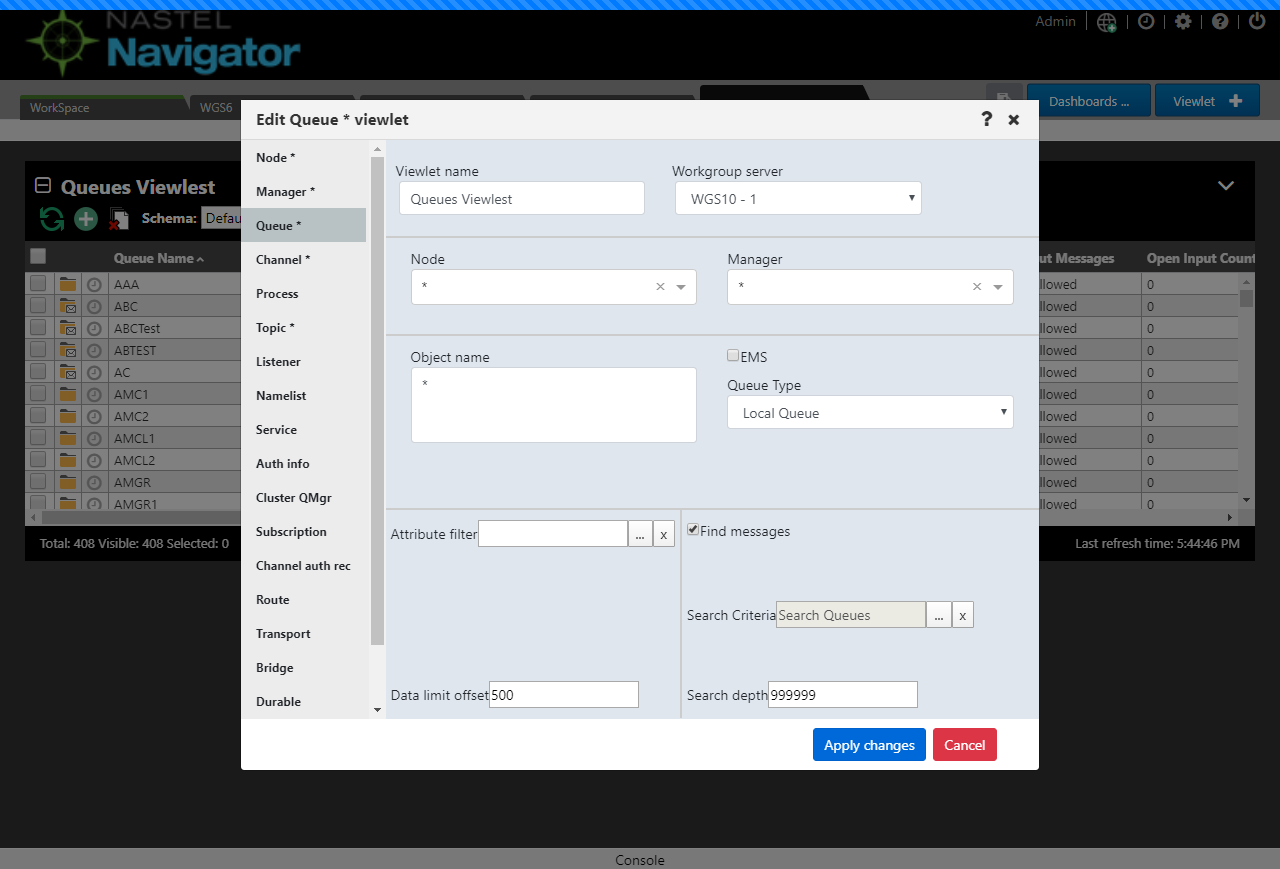 NASTEL
Navigator
Admin
WorkSpace
WGS6
Dashboards ...
Viewlet
Edit Queue * viewlet
Queues Viewlest
Schema:
Defau
Queue Name
ut Messages
Open Input Count
AAA
llowed
0
ABC
llowed
0
ABCTest
llowed
0
ABTEST
llowed
0
AC
llowed
0
AMC1
llowed
0
AMC2
llowed
0
AMCL1
llowed
0
AMCL2
llowed
0
AMGR
llowed
0
AMGR1
llowed
0
Total: 408 Visible: 408 Selected: 0
Last refresh time: 5:44:46 PM
Node *
Manager *
Queue *
Channel *
Process
Topic *
Listener
Namelist
Service
Auth info
Cluster QMgr
Subscription
Channel auth rec
Route
Transport
Bridge
Durable
Viewlet name
Workgroup server
Queues Viewlest
WGS10 - 1
Node
Manager
*
*
Object name
EMS
*
Queue Type
Local Queue
Attribute filter
...
x
Find messages
Search Criteria
Search Queues
...
x
Data limit offset
500
Search depth
999999
Apply changes
Cancel
Console